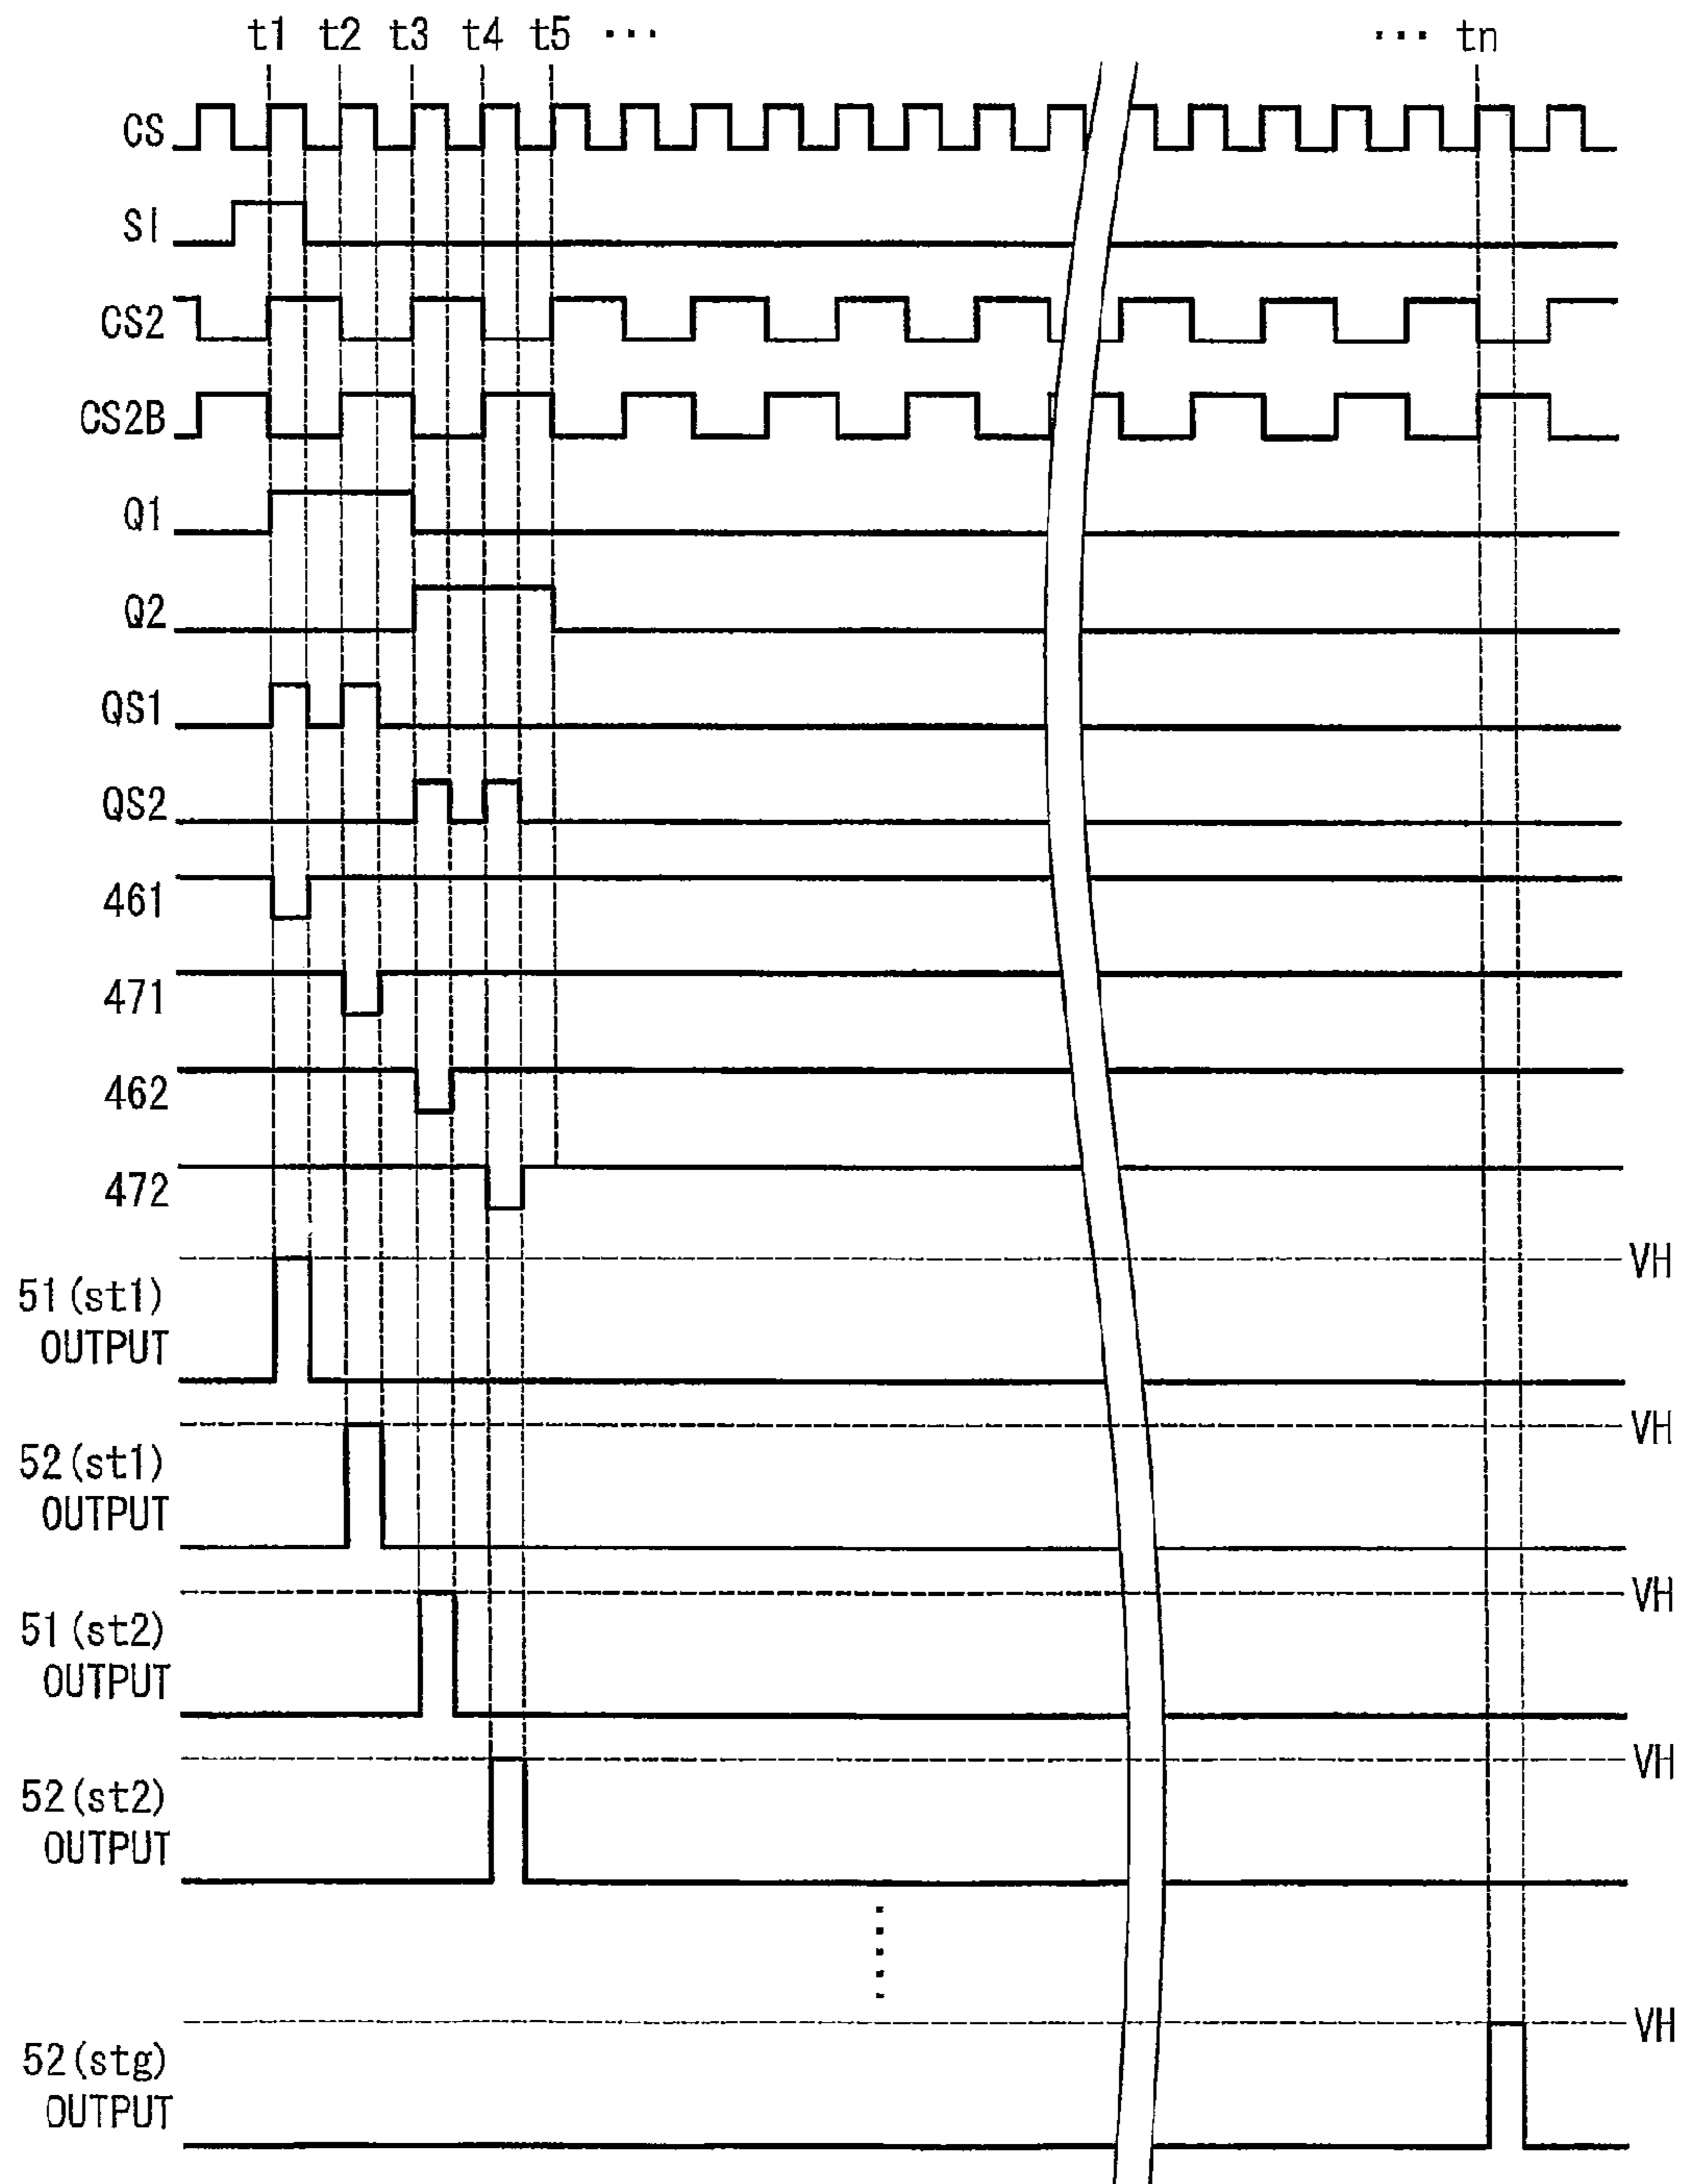 t1 t2 t3 t4 t5 ... ... tn
CS
SI
CS2
CS2B
Q1
Q2
QS1
QS2
461
471
462
472
VH
51(st1)
OUTPUT
VH
52(st1)
OUTPUT
VH
51(st2)
OUTPUT
VH
52(st2)
OUTPUT
VH
52(stg)
OUTPUT